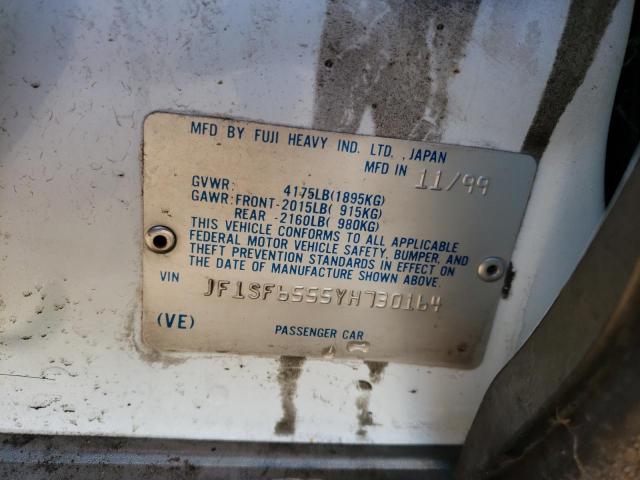 MFD BY FUJI HEAVY IND. LTD., JAPAN
MFD IN 11/99
GVWR: 4175LB(1895KG)
GAWR:FRONT-2015LB( 915KG)
REAR -2160LB( 980KG)
THIS VEHICLE CONFORMS TO ALL APPLICABLE
FEDERAL MOTOR VEHICLE SAFETY, BUMPER, AND
THEFT PREVENTION STANDARDS IN EFFECT ON
THE DATE OF MANUFACTURE SHOWN ABOVE.
VIN JF1SF6555YH730164
(VE) PASSENGER CAR